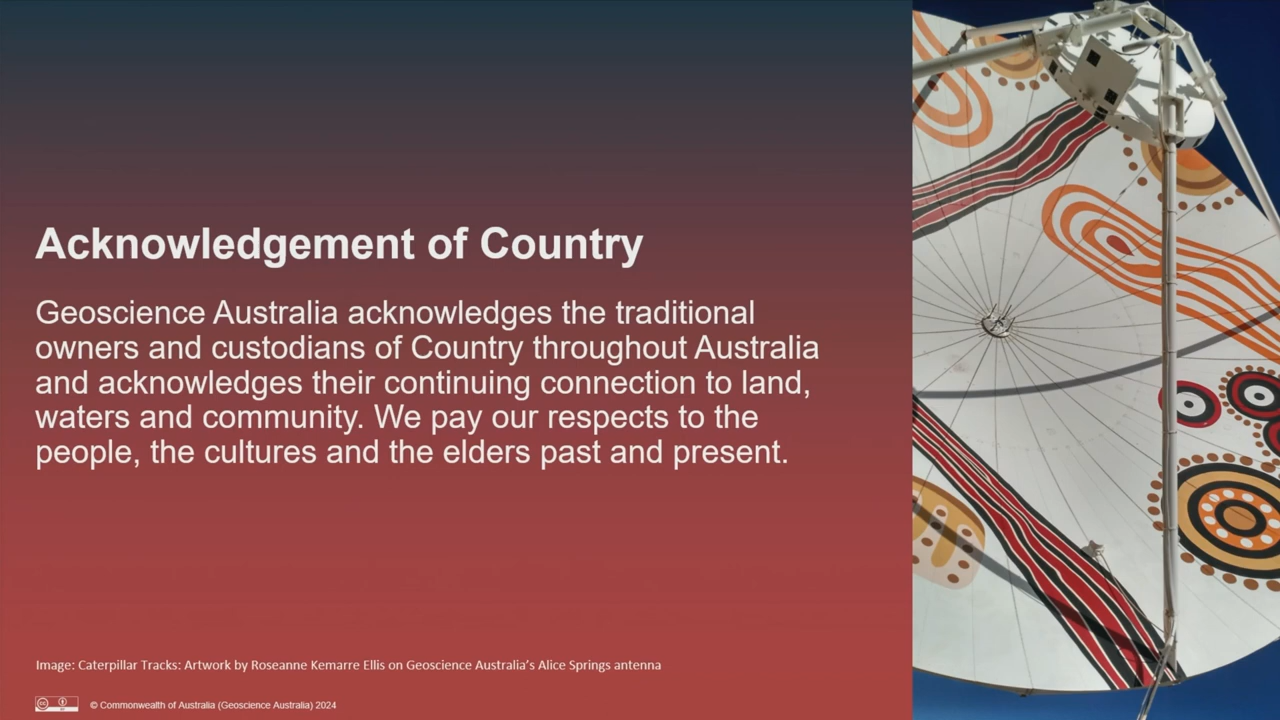 Acknowledgement of Country
Geoscience Australia acknowledges the traditional
owners and custodians of Country throughout Australia
and acknowledges their continuing connection to land,
waters and community. We pay our respects to the
people, the cultures and the elders past and present.
Image: Caterpillar Tracks: Artwork by Roseanne Kemarre Ellis on Geoscience Australia's Alice Springs antenna
© Commonwealth of Australia (Geoscience Australia) 2024